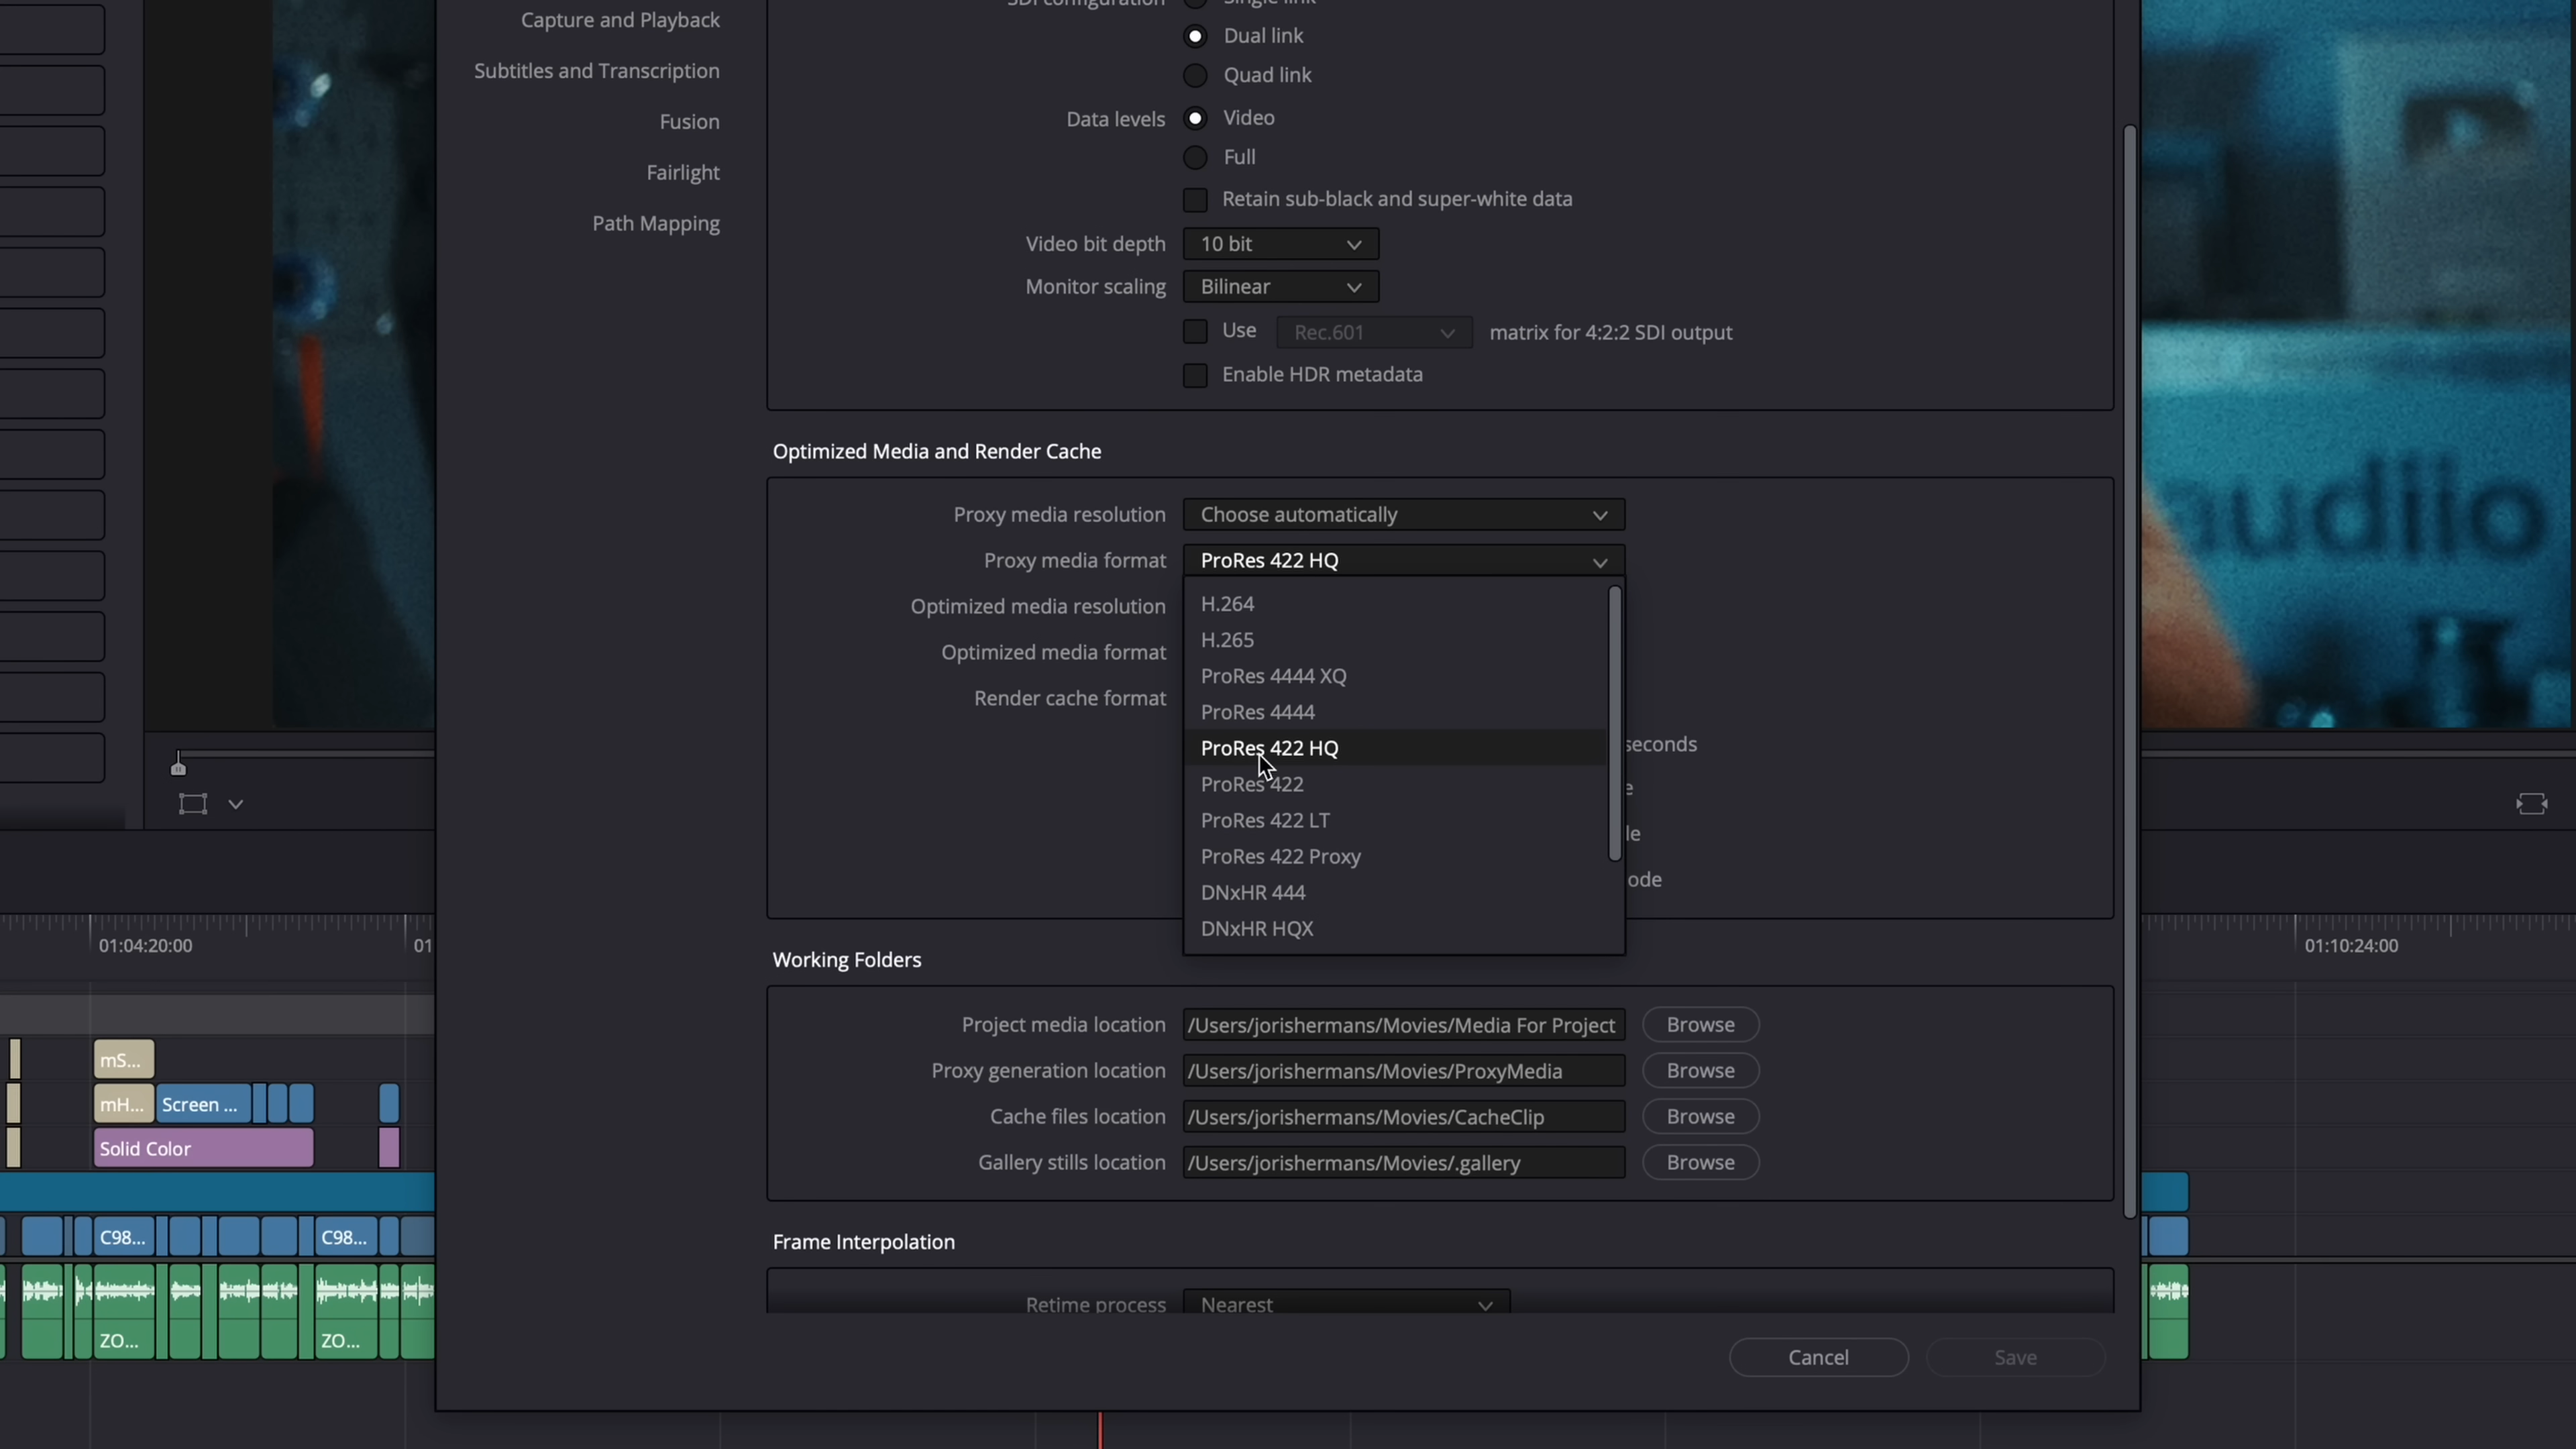 Capture and Playback
Subtitles and Transcription
Fusion
Fairlight
Path Mapping
SDI configuration
Single link
Dual link
Quad link
Data levels
Video
Full
Retain sub-black and super-white data
Video bit depth
10 bit
Monitor scaling
Bilinear
Use
Rec.601
matrix for 4:2:2 SDI output
Enable HDR metadata
Optimized Media and Render Cache
Proxy media resolution
Choose automatically
Proxy media format
ProRes 422 HQ
Optimized media resolution
Optimized media format
Render cache format
H.264
H.265
ProRes 4444 XQ
ProRes 4444
ProRes 422 HQ
ProRes 422
ProRes 422 LT
ProRes 422 Proxy
DNxHR 444
DNxHR HQX
seconds
e
le
ode
Working Folders
Project media location
/Users/jorishermans/Movies/Media For Project
Browse
Proxy generation location
/Users/jorishermans/Movies/ProxyMedia
Browse
Cache files location
/Users/jorishermans/Movies/CacheClip
Browse
Gallery stills location
/Users/jorishermans/Movies/.gallery
Browse
Frame Interpolation
Retime process
Nearest
Cancel
Save
audiio
01:04:20:00
01
01:10:24:00
mS...
mH...
Screen ...
Solid Color
C98...
C98...
ZO...
ZO...